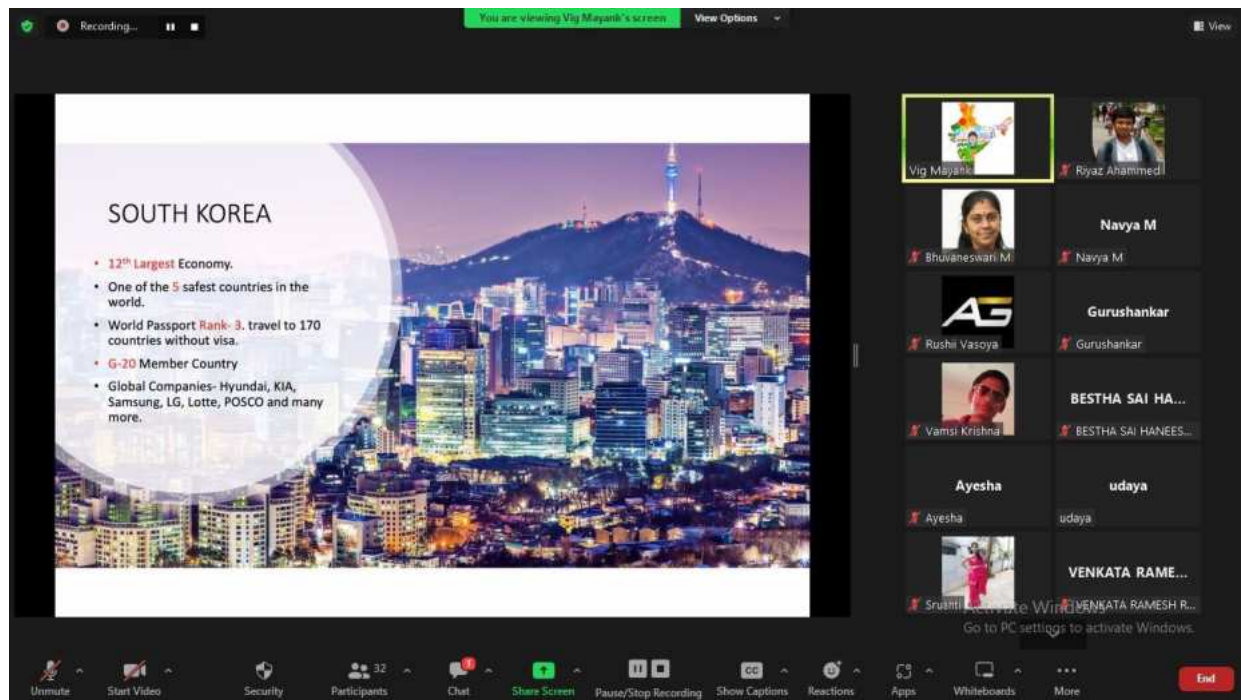 Recording...
You are viewing Vig Mayank's screen
View Options
View
SOUTH KOREA
• 12th Largest Economy.
• One of the 5 safest countries in the
world.
• World Passport Rank- 3. travel to 170
countries without visa.
• G-20 Member Country
• Global Companies- Hyundai, KIA,
Samsung, LG, Lotte, POSCO and many
more.
Vig Mayank
Riyaz Ahammed
Bhuvaneswari M
Navya M
Navya M
AG
Rushii Vasoya
Gurushankar
Gurushankar
Vamsi Krishna
BESTHA SAI HA...
BESTHA SAI HANEES...
Ayesha
Ayesha
udaya
udaya
Srushti
VENKATA RAME...
VENKATA RAMESH R...
Activate Windows
Go to PC settings to activate Windows.
Unmute
Start Video
Security
32
Participants
Chat
Share Screen
Pause/Stop Recording
CC
Show Captions
Reactions
Apps
Whiteboards
More
End